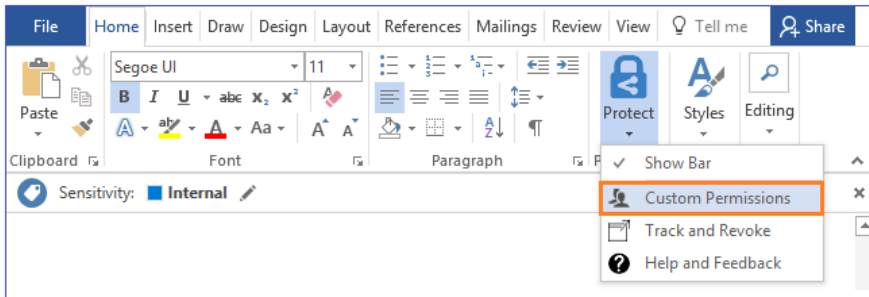 File Home Insert Draw Design Layout References Mailings Review View Tell me Share
Segoe UI 11
Paste
B I U abc X₂ X²
A aby A Aa A A
A Z
Protect Styles Editing
Clipboard Font Paragraph P
Show Bar
Sensitivity: Internal
Custom Permissions
Track and Revoke
Help and Feedback